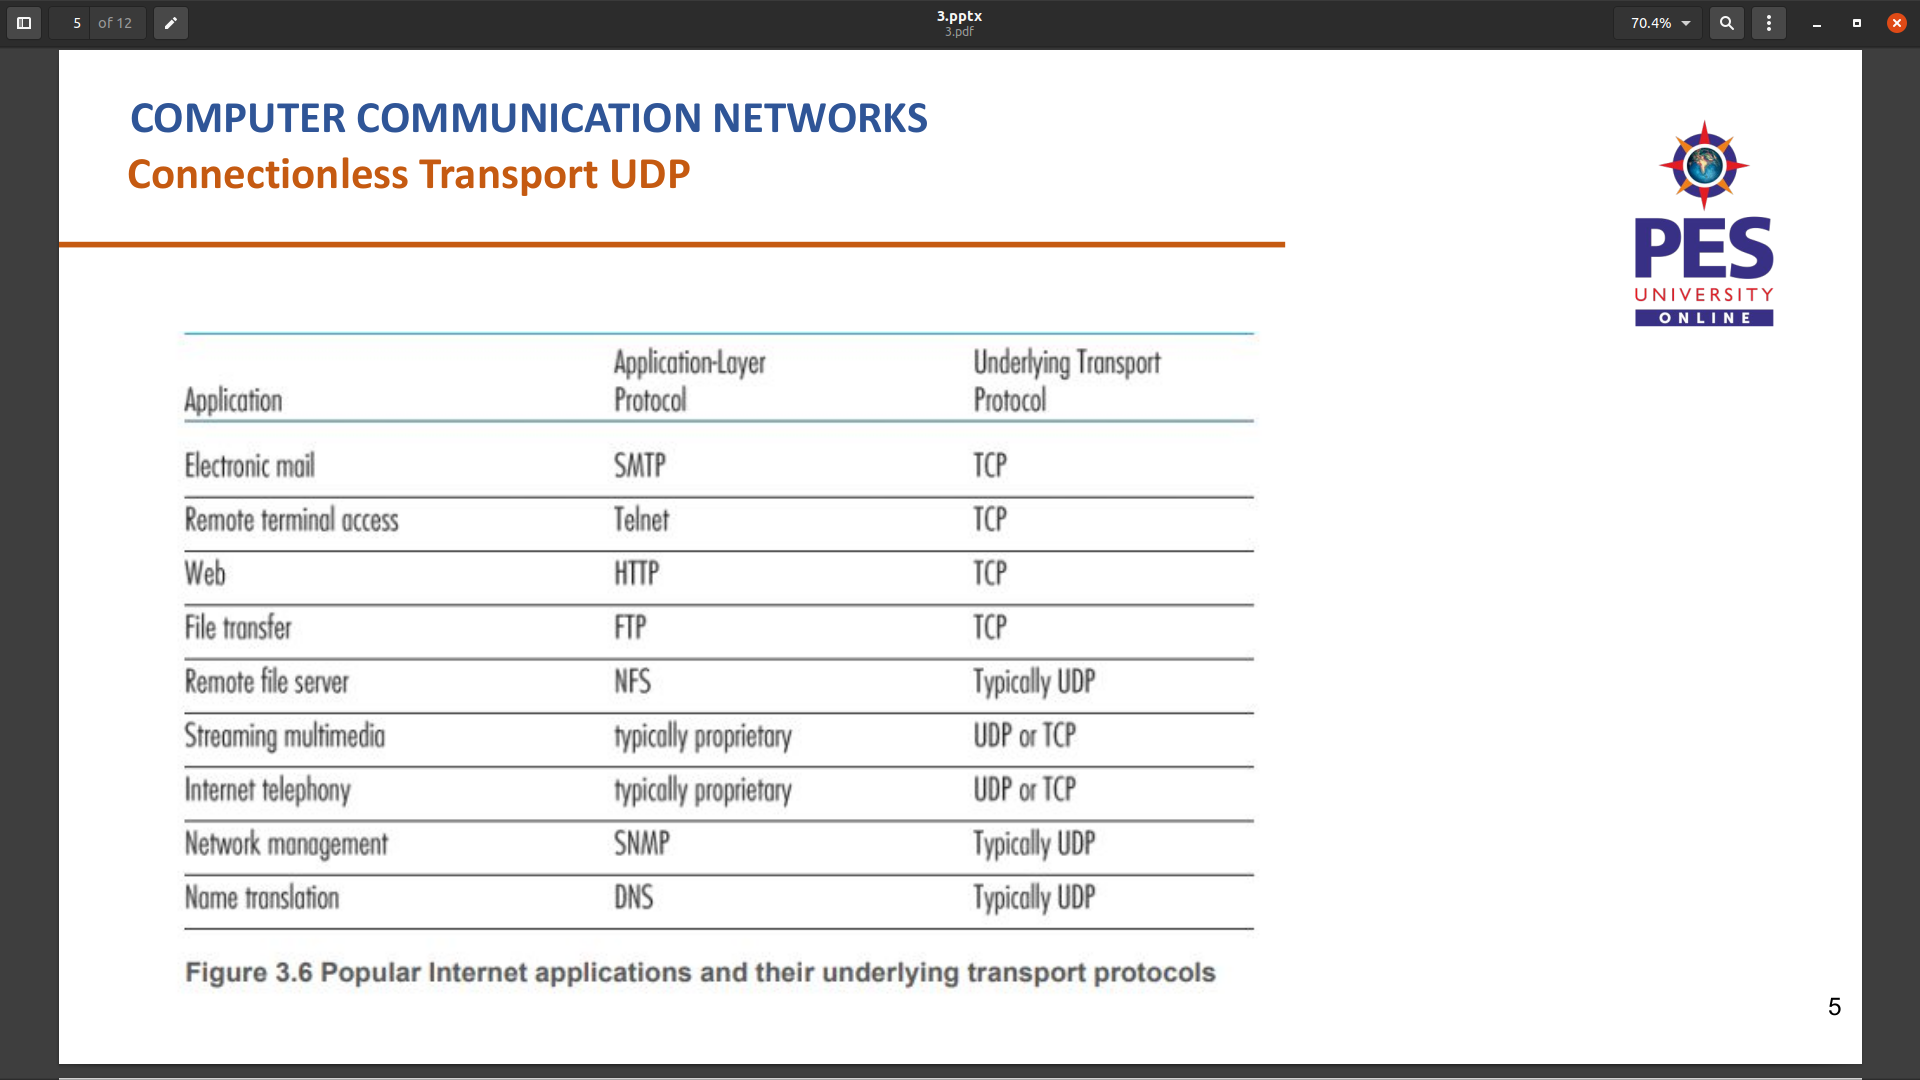 5 of 12
3.pptx
3.pdf
70.4%
COMPUTER COMMUNICATION NETWORKS
Connectionless Transport UDP
PES
UNIVERSITY
ONLINE
Application Application-Layer Protocol Underlying Transport Protocol
Electronic mail SMTP TCP
Remote terminal access Telnet TCP
Web HTTP TCP
File transfer FTP TCP
Remote file server NFS Typically UDP
Streaming multimedia typically proprietary UDP or TCP
Internet telephony typically proprietary UDP or TCP
Network management SNMP Typically UDP
Name translation DNS Typically UDP
Figure 3.6 Popular Internet applications and their underlying transport protocols
5